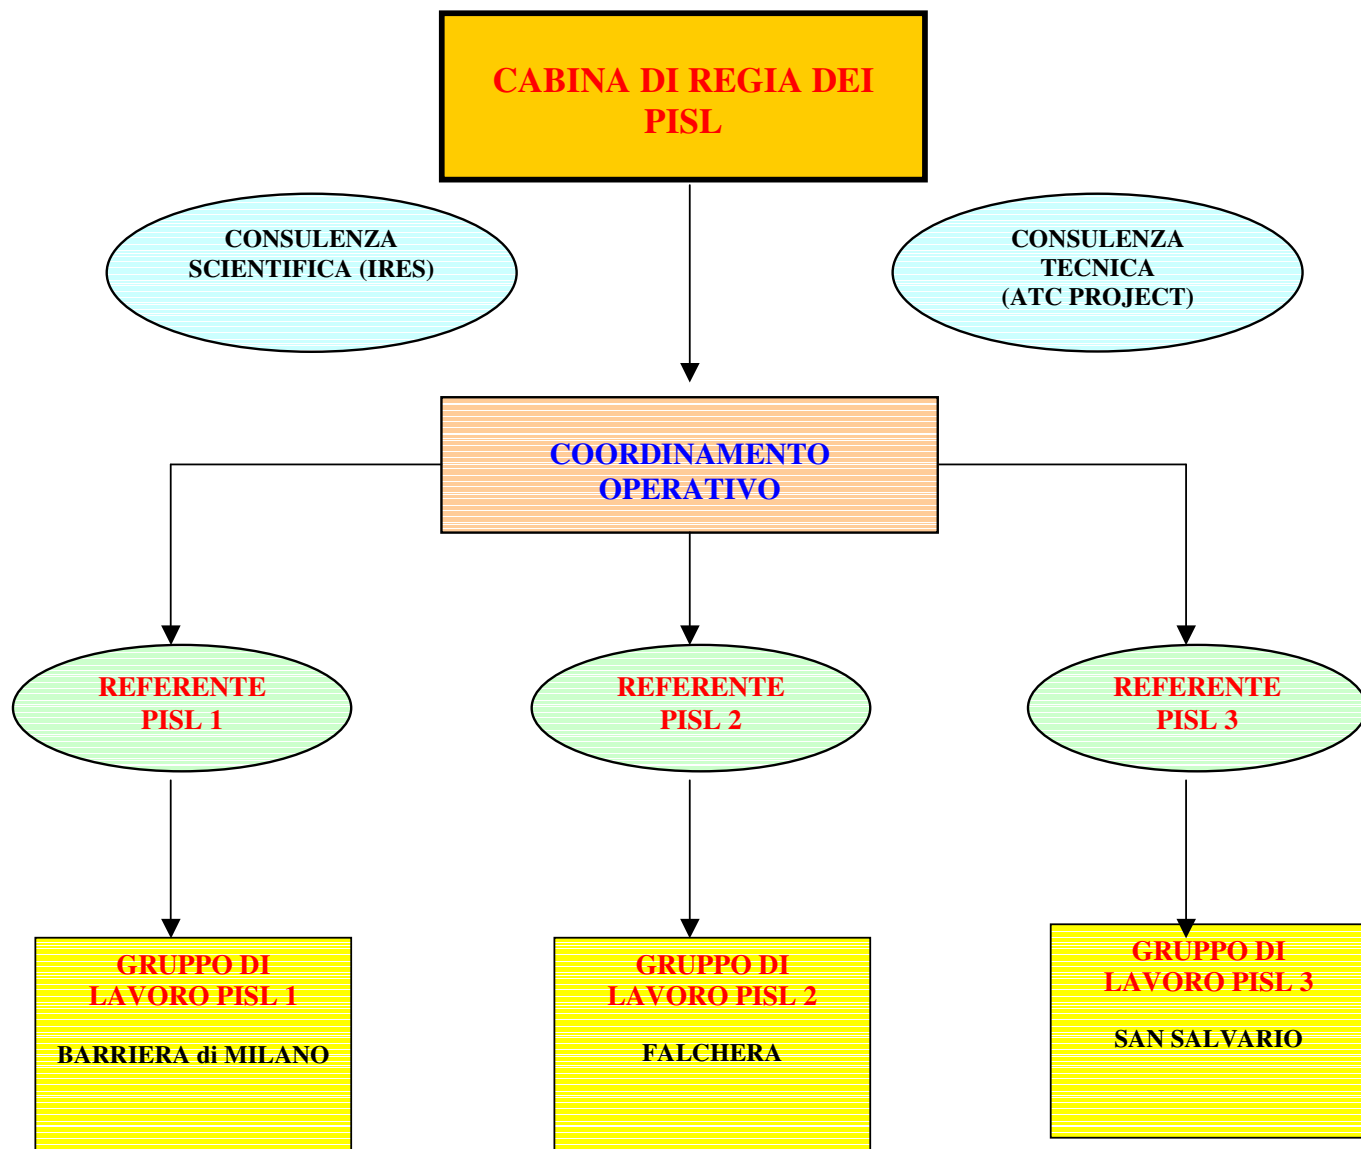 CABINA DI REGIA DEI
PISL
CONSULENZA
SCIENTIFICA (IRES)
CONSULENZA
TECNICA
(ATC PROJECT)
COORDINAMENTO
OPERATIVO
REFERENTE
PISL 1
REFERENTE
PISL 2
REFERENTE
PISL 3
GRUPPO DI
LAVORO PISL 1
BARRIERA di MILANO
GRUPPO DI
LAVORO PISL 2
FALCHERA
GRUPPO DI
LAVORO PISL 3
SAN SALVARIO